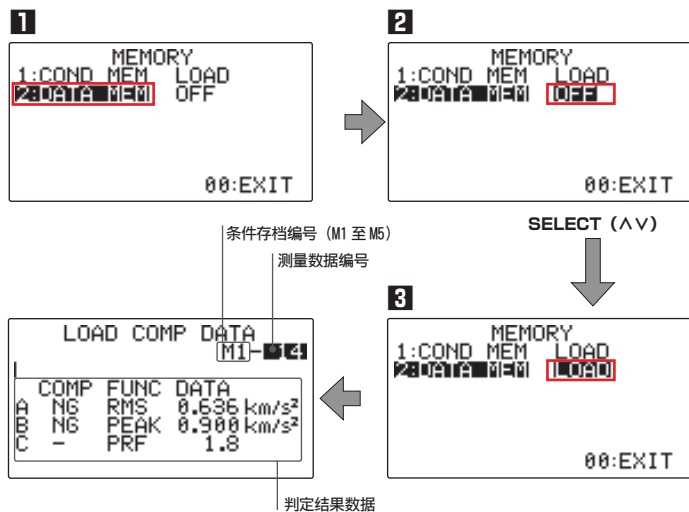 1
MEMORY
1:COND MEM LOAD
2:DATA MEM OFF
00:EXIT
2
MEMORY
1:COND MEM LOAD
2:DATA MEM OFF
00:EXIT
SELECT (∧∨)
3
MEMORY
1:COND MEM LOAD
2:DATA MEM LOAD
00:EXIT
条件存档编号(M1 至 M5)
测量数据编号
LOAD COMP DATA
M1-
COMP FUNC DATA
A NG RMS 0.636 km/s²
B NG PEAK 0.900 km/s²
C - PRF 1.8
判定结果数据